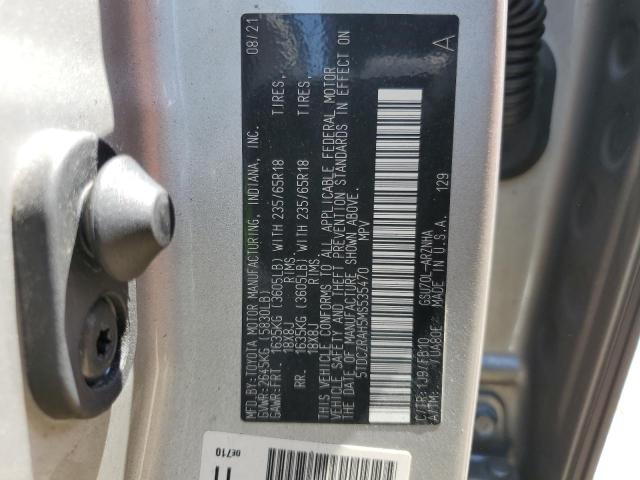 MFD.BY:TOYOTA MOTOR MANUFACTURING, INDIANA, INC. 08/21
GVWR:2645KG (5830LB)
GAWR:FRT. 1635KG (3605LB) WITH 235/65R18 TIRES,
18X8J RIMS,
RR. 1635KG (3605LB) WITH 235/65R18 TIRES,
18X8J RIMS,
THIS VEHICLE CONFORMS TO ALL APPLICABLE FEDERAL MOTOR
VEHICLE SAFETY AND THEFT PREVENTION STANDARDS IN EFFECT ON
THE DATE OF MANUFACTURE SHOWN ABOVE.
5TDCZRAH5MS535470 MPV
C/TR:1J9/FB10 GSU70L-ARZNHA
A/TM: UA80E MADE IN U.S.A. 129
A
0E710